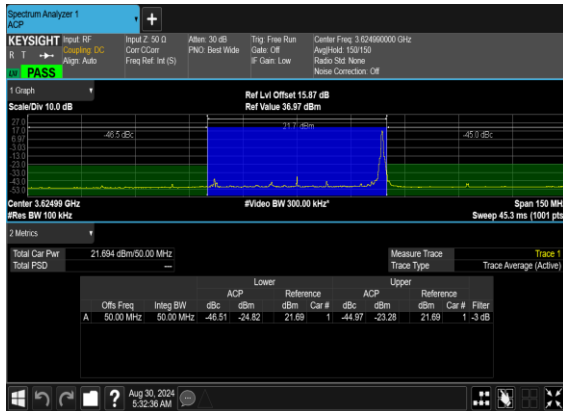 Spectrum Analyzer 1
ACP
+
KEYSIGHT Input: RF Input Z: 50 Ω Atten: 30 dB Trig: Free Run Center Freq: 3.624990000 GHz
R T Coupling: DC Corr CCorr PNO: Best Wide Gate: Off Avg|Hold: 150/150
Align: Auto Freq Ref: Int (S) IF Gain: Low Radio Std: None
PASS Noise Correction: Off
1 Graph Ref Lvl Offset 15.87 dB
Scale/Div 10.0 dB Ref Value 36.97 dBm
27.0
17.0 21.7 dBm
6.97 -46.5 dBc -45.0 dBc
-3.03
-13.0
-23.0
-33.0
-43.0
-53.0
Center 3.62499 GHz #Video BW 300.00 kHz* Span 150 MHz
#Res BW 100 kHz Sweep 45.3 ms (1001 pts
2 Metrics
Total Car Pwr 21.694 dBm/50.00 MHz Measure Trace Trace 1
Total PSD --- Trace Type Trace Average (Active)
Lower Upper
ACP Reference ACP Reference
Offs Freq Integ BW dBc dBm dBm Car # dBc dBm dBm Car # Filter
A 50.00 MHz 50.00 MHz -46.51 -24.82 21.69 1 -44.97 -23.28 21.69 1 -3 dB
? Aug 30, 2024
5:32:36 AM